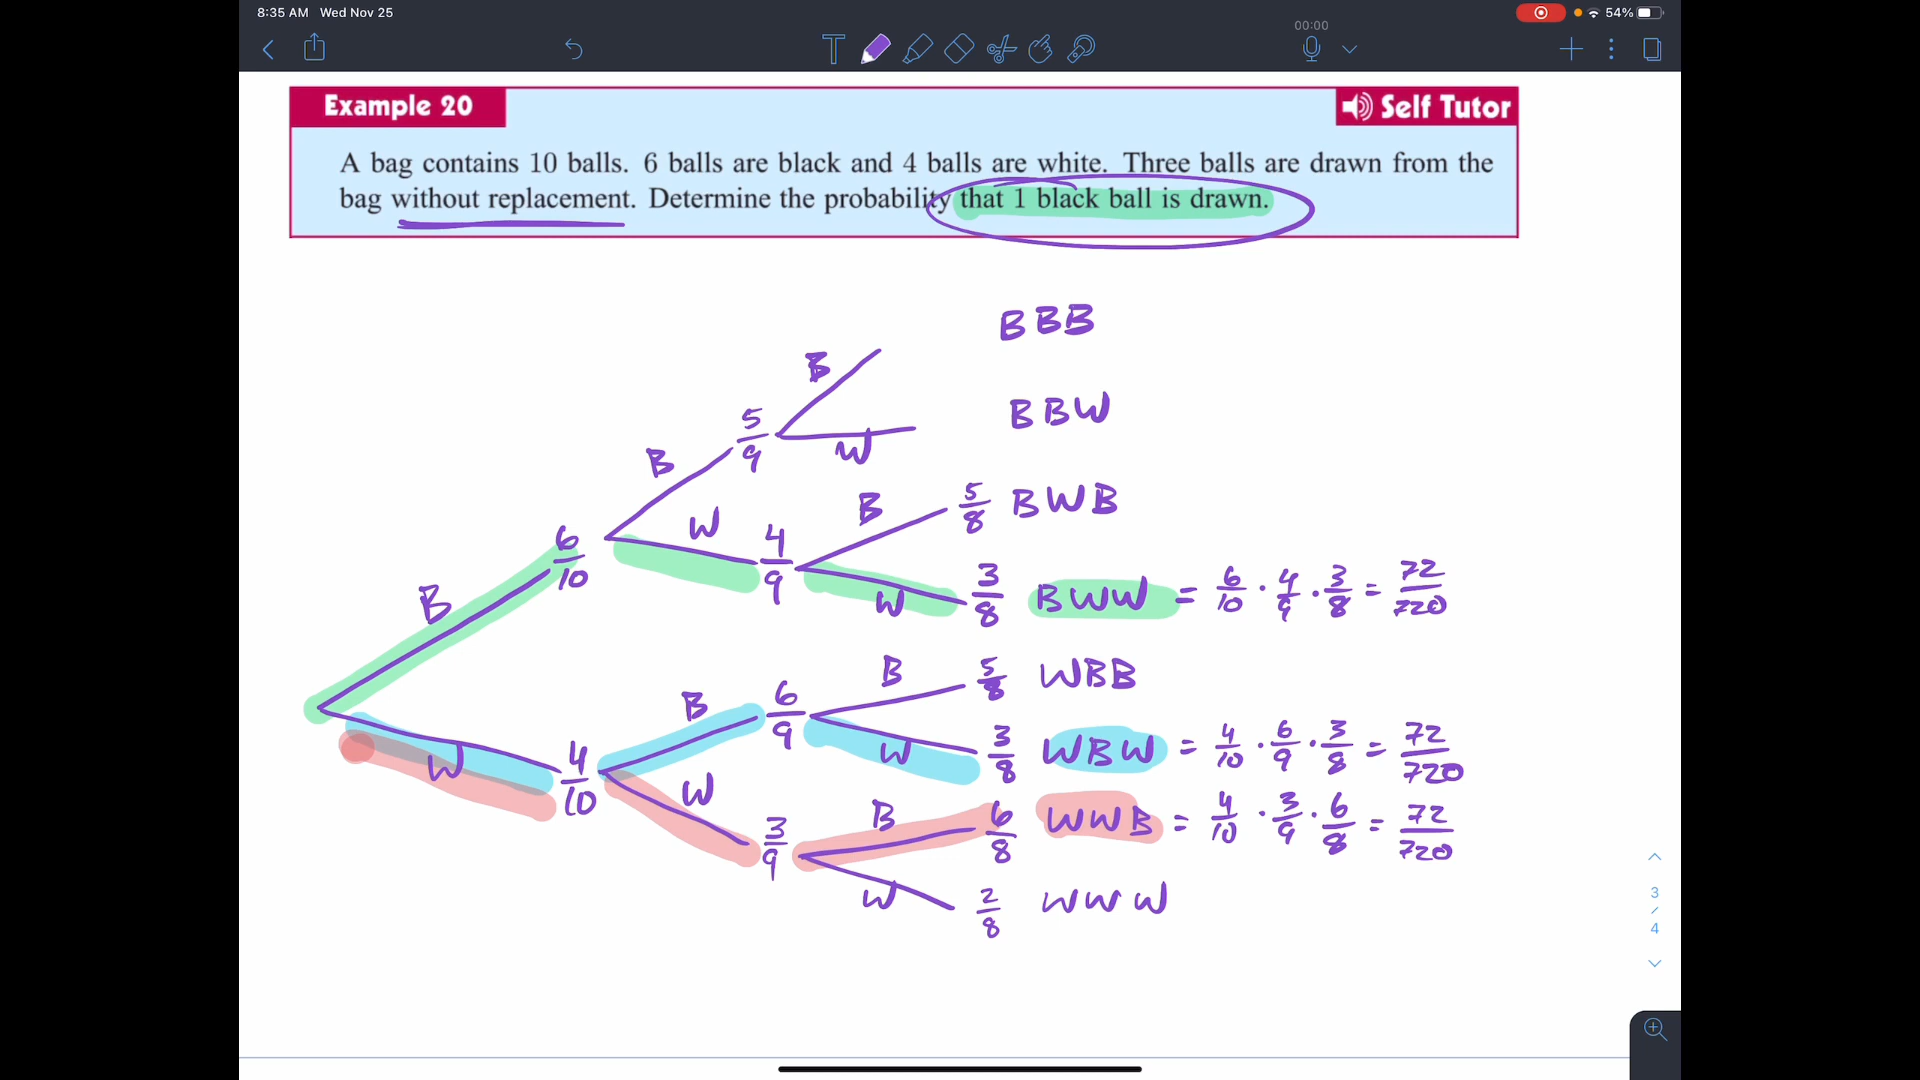 8:35 AM Wed Nov 25
54%
00:00
T
Example 20
Self Tutor
A bag contains 10 balls. 6 balls are black and 4 balls are white. Three balls are drawn from the
bag without replacement. Determine the probability that 1 black ball is drawn.
BBB
B
5/9
BBW
B
W
W
B
5/8 BWB
6/10
4/9
B
W
3/8 BWW = 6/10 · 4/9 · 3/8 = 72/720
B
5/8 WBB
B
6/9
W
4/10
W
3/8 WBW = 4/10 · 6/9 · 3/8 = 72/720
W
3/9
B
6/8 WWB = 4/10 · 3/9 · 6/8 = 72/720
W
2/8 WWW
3
/
4